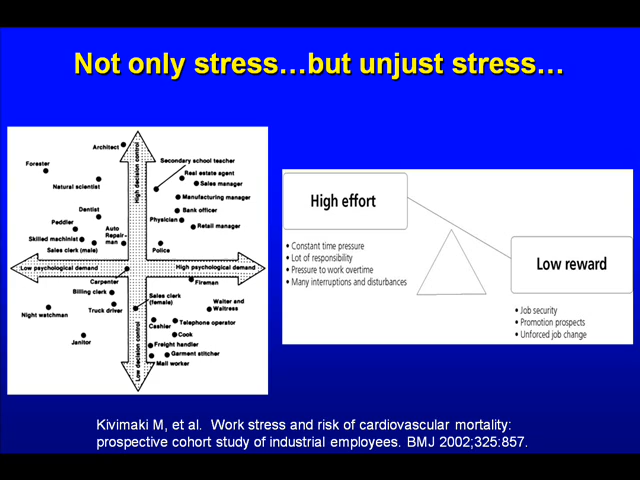 Not only stress…but unjust stress…
Architect
High decision control
Secondary school teacher
Forester
Real estate agent
Natural scientist
Sales manager
Manufacturing manager
Dentist
Bank officer
Peddler
Physician
Auto
Repair-
man
Retail manager
Skilled machinist
Sales clerk (male)
Police
Low psychological demand
High psychological demand
Carpenter
Fireman
Billing clerk
Sales clerk
(female)
Waiter and
Waitress
Truck driver
Night watchman
Cashier
Telephone operator
Janitor
Cook
Low decision control
Freight handler
Garment stitcher
Mail worker
High effort
• Constant time pressure
• Lot of responsibility
• Pressure to work overtime
• Many interruptions and disturbances
Low reward
• Job security
• Promotion prospects
• Unforced job change
Kivimaki M, et al. Work stress and risk of cardiovascular mortality:
prospective cohort study of industrial employees. BMJ 2002;325:857.